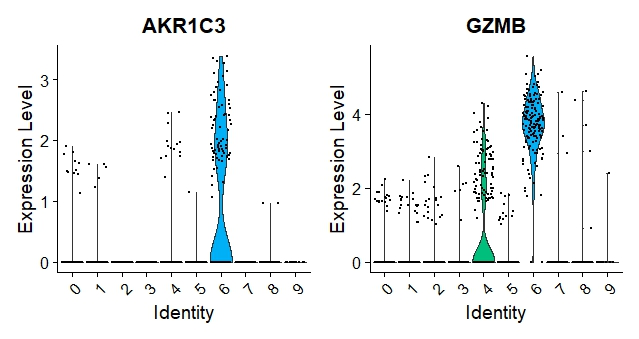 AKR1C3
Expression Level
3
2
1
0
0 1 2 3 4 5 6 7 8 9
Identity
GZMB
Expression Level
4
2
0
0 1 2 3 4 5 6 7 8 9
Identity